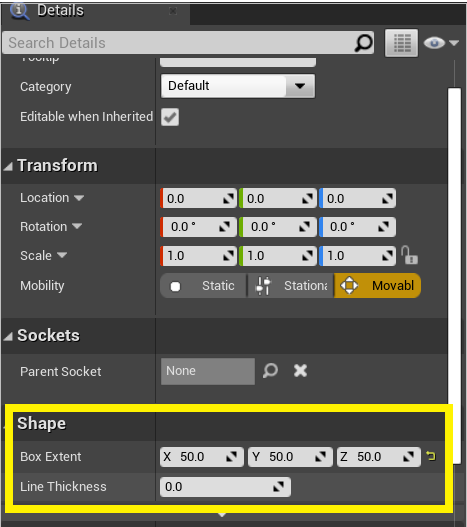 Details
Search Details
Tooltip
Category Default
Editable when Inherited
Transform
Location 0.0 0.0 0.0
Rotation 0.0 ° 0.0 ° 0.0 °
Scale 1.0 1.0 1.0
Mobility Static Stationa Movabl
Sockets
Parent Socket None
Shape
Box Extent X 50.0 Y 50.0 Z 50.0
Line Thickness 0.0